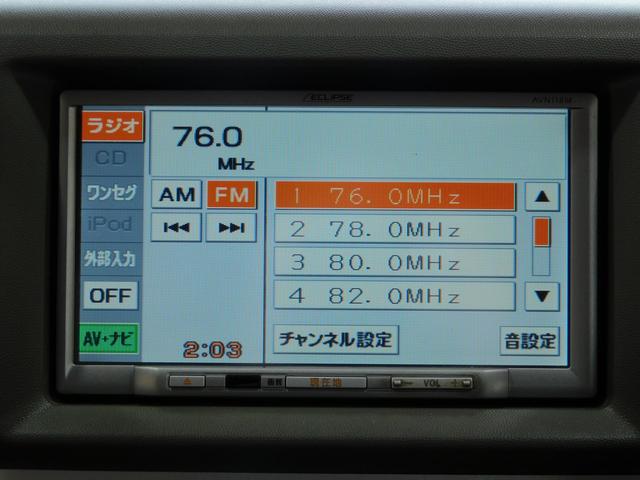 ECLIPSE
ラジオ
76.0
MHz
CD
ワンセグ
AM FM
1 76. 0MHz
iPod
2 78. 0MHz
外部入力
3 80. 0MHz
OFF
4 82. 0MHz
AV+ナビ
2:03
チャンネル設定
音設定
画質
現在地
VOL